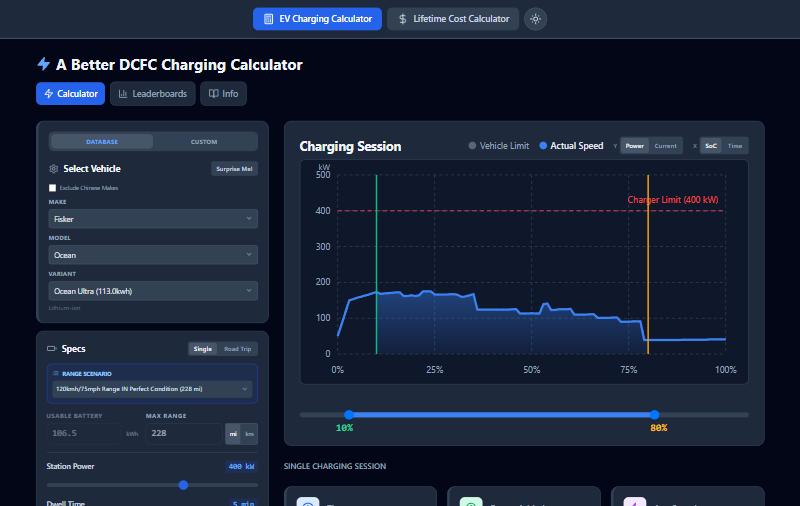 EV Charging Calculator
Lifetime Cost Calculator
A Better DCFC Charging Calculator
Calculator
Leaderboards
Info
DATABASE
CUSTOM
Select Vehicle
Surprise Me!
Exclude Chinese Makes
MAKE
Fisker
MODEL
Ocean
VARIANT
Ocean Ultra (113.0kwh)
Lithium-ion
Specs
Single
Road Trip
RANGE SCENARIO
120kmh/75mph Range IN Perfect Condition (228 mi)
USABLE BATTERY
MAX RANGE
106.5
kWh
228
mi
km
Station Power
400 kW
Dwell Time
5 min
Charging Session
Vehicle Limit
Actual Speed
Y
Power
Current
X
SoC
Time
kW
500
Charger Limit (400 kW)
400
300
200
100
0
0%
25%
50%
75%
100%
10%
80%
SINGLE CHARGING SESSION